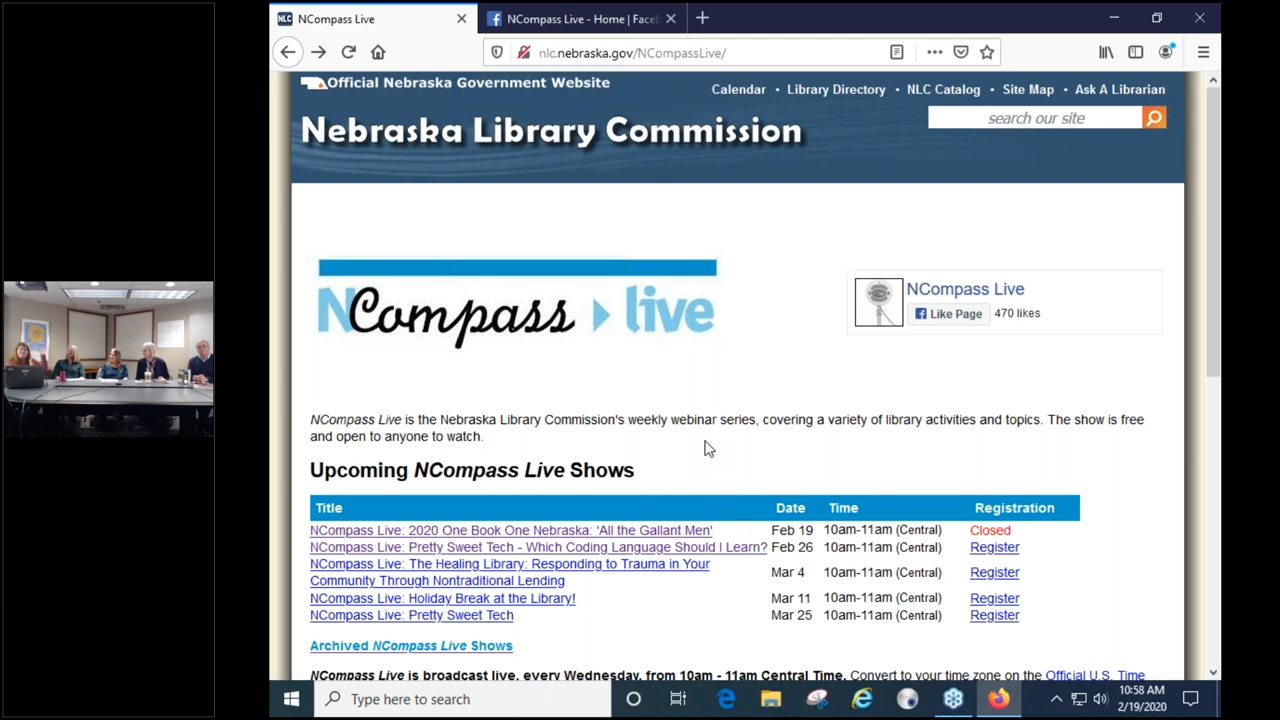 NLC NCompass Live
NCompass Live - Home | Faceb
nlc.nebraska.gov/NCompassLive/
Official Nebraska Government Website
Calendar • Library Directory • NLC Catalog • Site Map • Ask A Librarian
Nebraska Library Commission
search our site
NCompass live
NCompass Live
Like Page 470 likes
NCompass Live is the Nebraska Library Commission's weekly webinar series, covering a variety of library activities and topics. The show is free
and open to anyone to watch.
Upcoming NCompass Live Shows
Title Date Time Registration
NCompass Live: 2020 One Book One Nebraska: 'All the Gallant Men' Feb 19 10am-11am (Central) Closed
NCompass Live: Pretty Sweet Tech - Which Coding Language Should I Learn? Feb 26 10am-11am (Central) Register
NCompass Live: The Healing Library: Responding to Trauma in Your
Community Through Nontraditional Lending Mar 4 10am-11am (Central) Register
NCompass Live: Holiday Break at the Library! Mar 11 10am-11am (Central) Register
NCompass Live: Pretty Sweet Tech Mar 25 10am-11am (Central) Register
Archived NCompass Live Shows
NCompass Live is broadcast live, every Wednesday, from 10am - 11am Central Time. Convert to your time zone on the Official U.S. Time
Type here to search
10:58 AM
2/19/2020